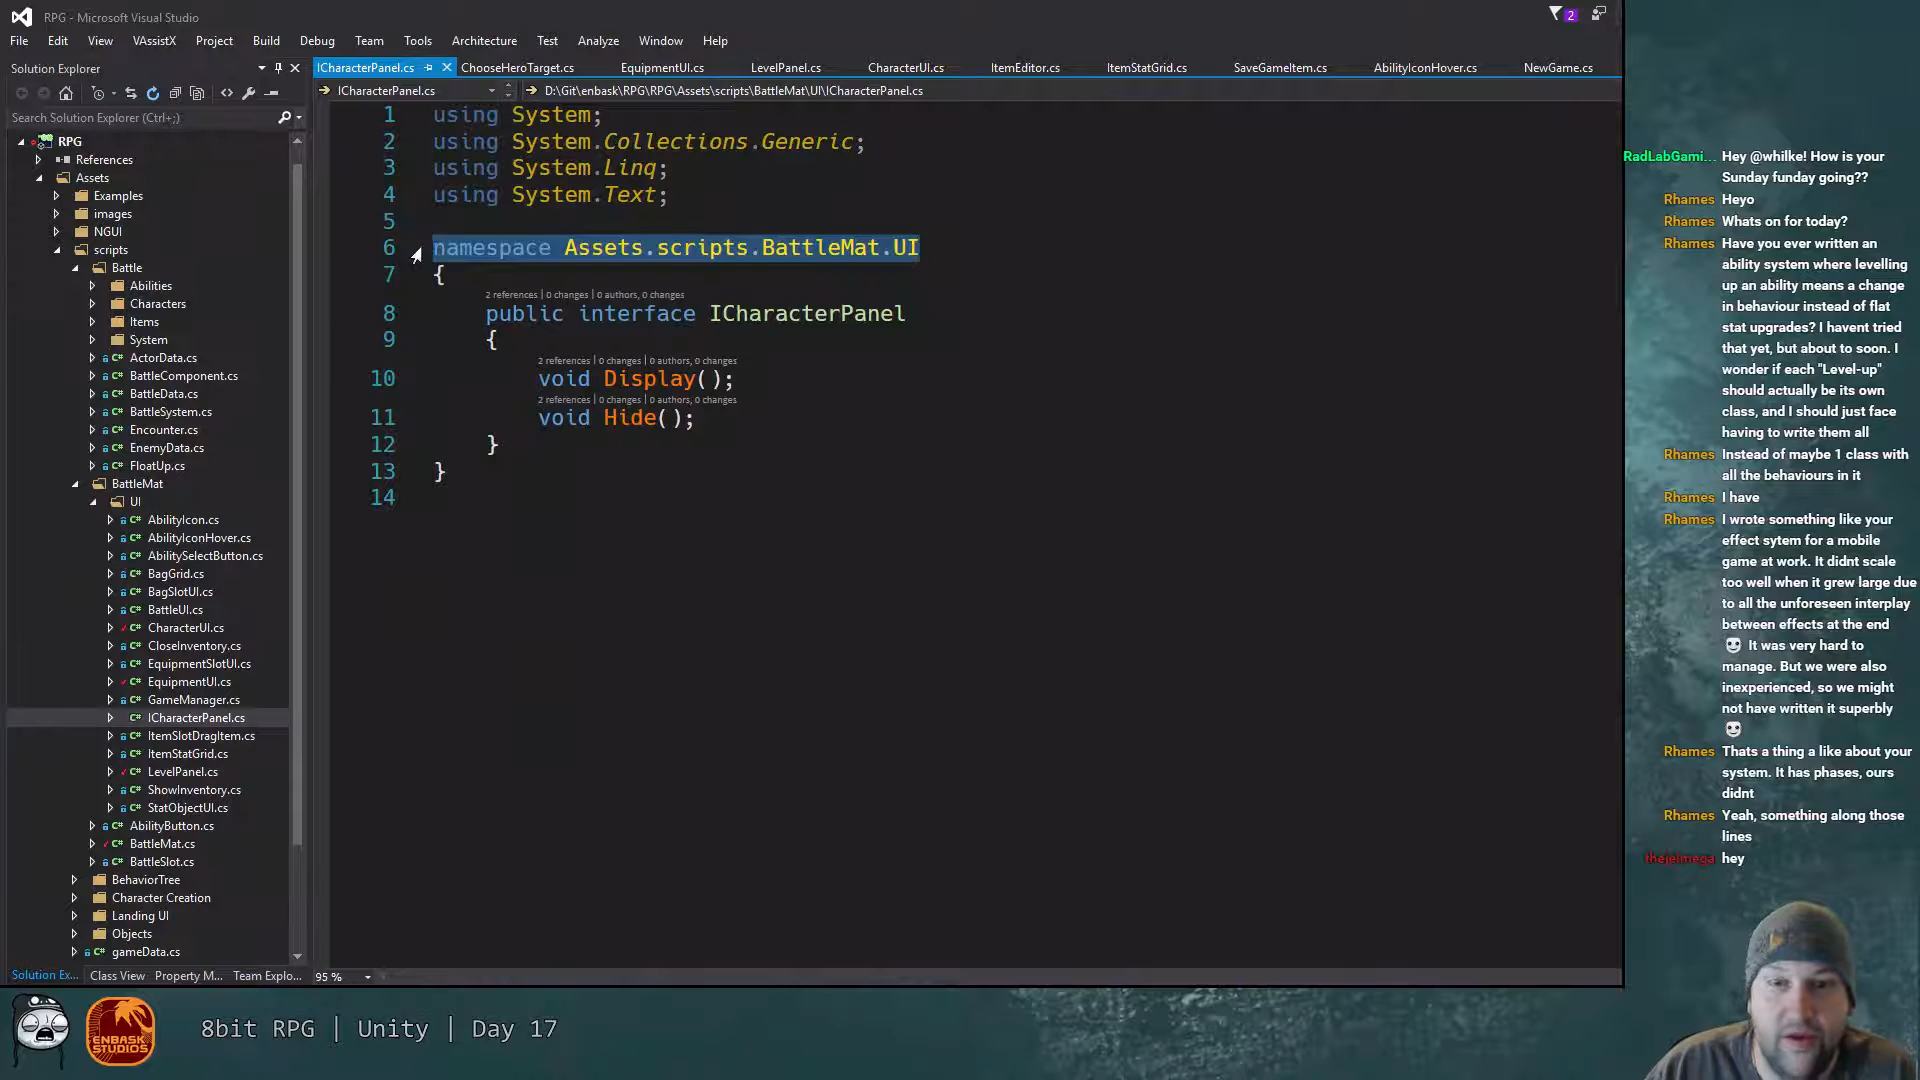 RPG - Microsoft Visual Studio
2
File Edit View VAssistX Project Build Debug Team Tools Architecture Test Analyze Window Help
Solution Explorer
ICharacterPanel.cs ChooseHeroTarget.cs EquipmentUI.cs LevelPanel.cs CharacterUI.cs ItemEditor.cs ItemStatGrid.cs SaveGameItem.cs AbilityIconHover.cs NewGame.cs
ICharacterPanel.cs D:\Git\enbask\RPG\RPG\Assets\scripts\BattleMat\UI\ICharacterPanel.cs
Search Solution Explorer (Ctrl+;)
RPG
References
Assets
Examples
images
NGUI
scripts
Battle
Abilities
Characters
Items
System
C# ActorData.cs
C# BattleComponent.cs
C# BattleData.cs
C# BattleSystem.cs
C# Encounter.cs
C# EnemyData.cs
C# FloatUp.cs
BattleMat
UI
C# AbilityIcon.cs
C# AbilityIconHover.cs
C# AbilitySelectButton.cs
C# BagGrid.cs
C# BagSlotUI.cs
C# BattleUI.cs
C# CharacterUI.cs
C# CloseInventory.cs
C# EquipmentSlotUI.cs
C# EquipmentUI.cs
C# GameManager.cs
C# ICharacterPanel.cs
C# ItemSlotDragItem.cs
C# ItemStatGrid.cs
C# LevelPanel.cs
C# ShowInventory.cs
C# StatObjectUI.cs
C# AbilityButton.cs
C# BattleMat.cs
C# BattleSlot.cs
BehaviorTree
Character Creation
Landing UI
Objects
C# gameData.cs
Solution Ex... Class View Property M... Team Explo...
1 using System;
2 using System.Collections.Generic;
3 using System.Linq;
4 using System.Text;
5
6 namespace Assets.scripts.BattleMat.UI
7 {
2 references | 0 changes | 0 authors, 0 changes
8 public interface ICharacterPanel
9 {
2 references | 0 changes | 0 authors, 0 changes
10 void Display();
2 references | 0 changes | 0 authors, 0 changes
11 void Hide();
12 }
13 }
14
95 %
RadLabGami... Hey @whilke! How is your
Sunday funday going??
Rhames Heyo
Rhames Whats on for today?
Rhames Have you ever written an
ability system where levelling
up an ability means a change
in behaviour instead of flat
stat upgrades? I havent tried
that yet, but about to soon. I
wonder if each "Level-up"
should actually be its own
class, and I should just face
having to write them all
Rhames Instead of maybe 1 class with
all the behaviours in it
Rhames I have
Rhames I wrote something like your
effect sytem for a mobile
game at work. It didnt scale
too well when it grew large due
to all the unforeseen interplay
between effects at the end
It was very hard to
manage. But we were also
inexperienced, so we might
not have written it superbly
Rhames Thats a thing a like about your
system. It has phases, ours
didnt
Rhames Yeah, something along those
lines
thejelmega hey
ENBASK
STUDIOS
8bit RPG | Unity | Day 17